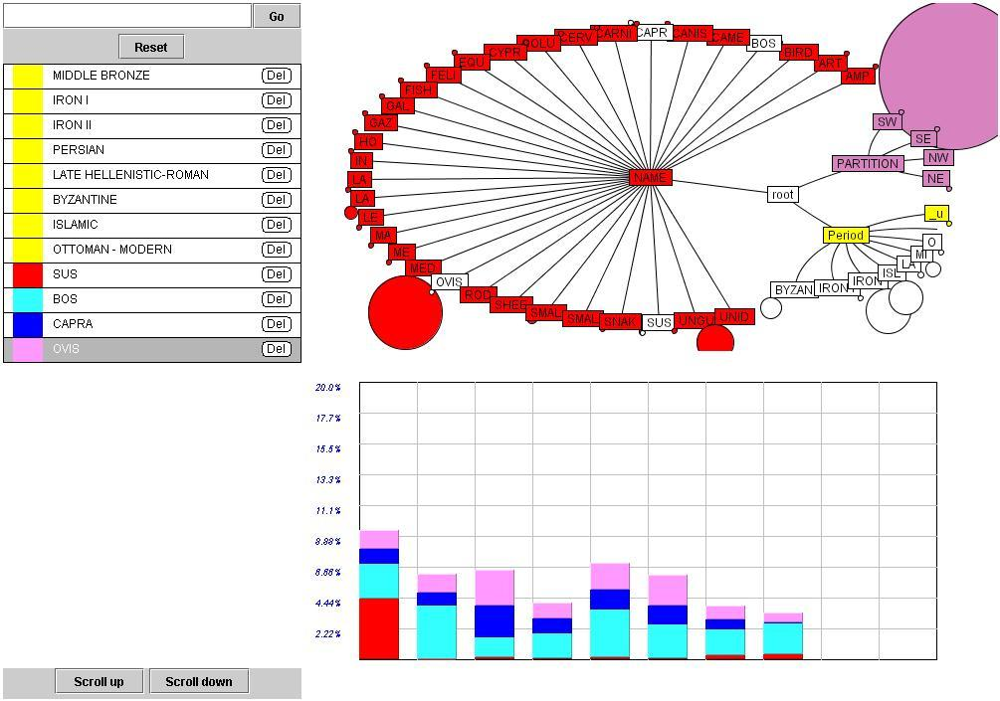 Go
Reset
MIDDLE BRONZE Del
IRON I Del
IRON II Del
PERSIAN Del
LATE HELLENISTIC-ROMAN Del
BYZANTINE Del
ISLAMIC Del
OTTOMAN - MODERN Del
SUS Del
BOS Del
CAPRA Del
OVIS Del
Scroll up Scroll down
CAPR
CARNI
CANIS
CERV
CAME
OLU
BOS
CYPR
BIRD
EQU
ART
FELI
AMP
FISH
GAL
GAZ
HO
IN
LA
LA
LE
MA
ME
MED
OVIS
ROD
SHEE
SMAL
SMAL
SNAK
SUS
UNGU
UNID
NAME
root
SW
SE
NW
PARTITION
NE
_u
Period
O
MI
LA
ISL
IRON
IRON
BYZAN
20.0%
17.7%
15.5%
13.3%
11.1%
8.88%
6.66%
4.44%
2.22%